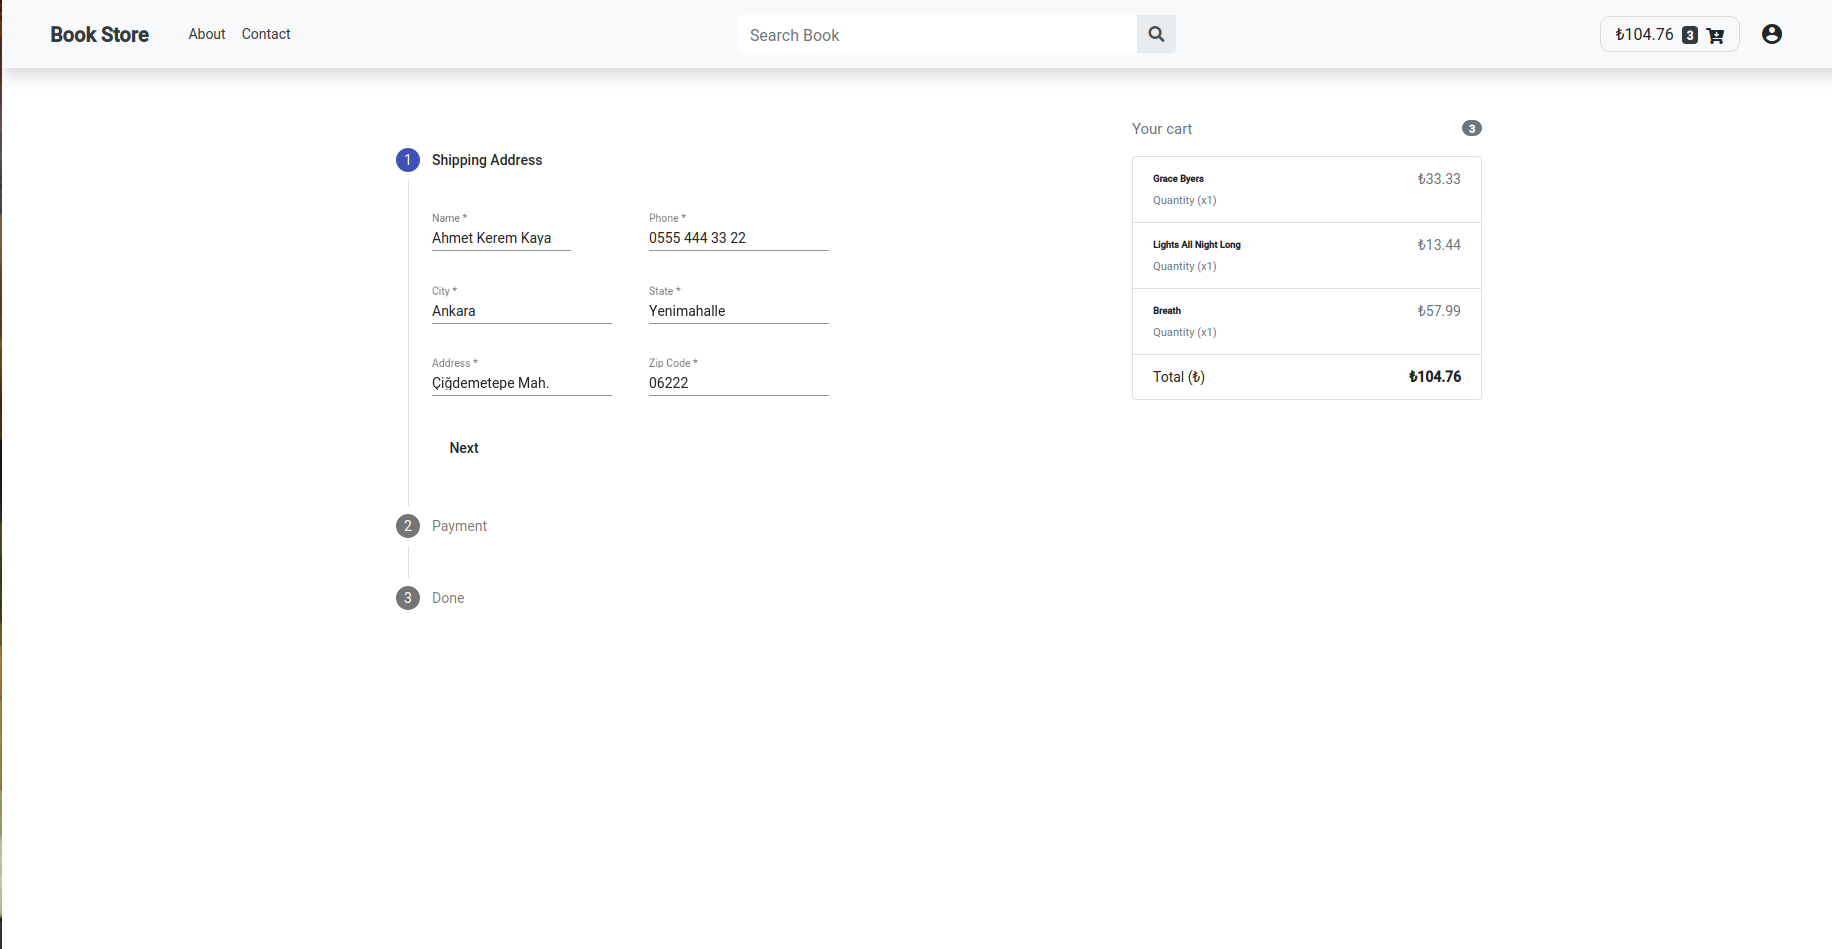 Book Store About Contact Search Book ₺104.76 3
Your cart 3
1 Shipping Address
Name * Phone *
Ahmet Kerem Kaya 0555 444 33 22
City * State *
Ankara Yenimahalle
Address * Zip Code *
Çiğdemetepe Mah. 06222
Next
2 Payment
3 Done
Grace Byers ₺33.33
Quantity (x1)
Lights All Night Long ₺13.44
Quantity (x1)
Breath ₺57.99
Quantity (x1)
Total (₺) ₺104.76